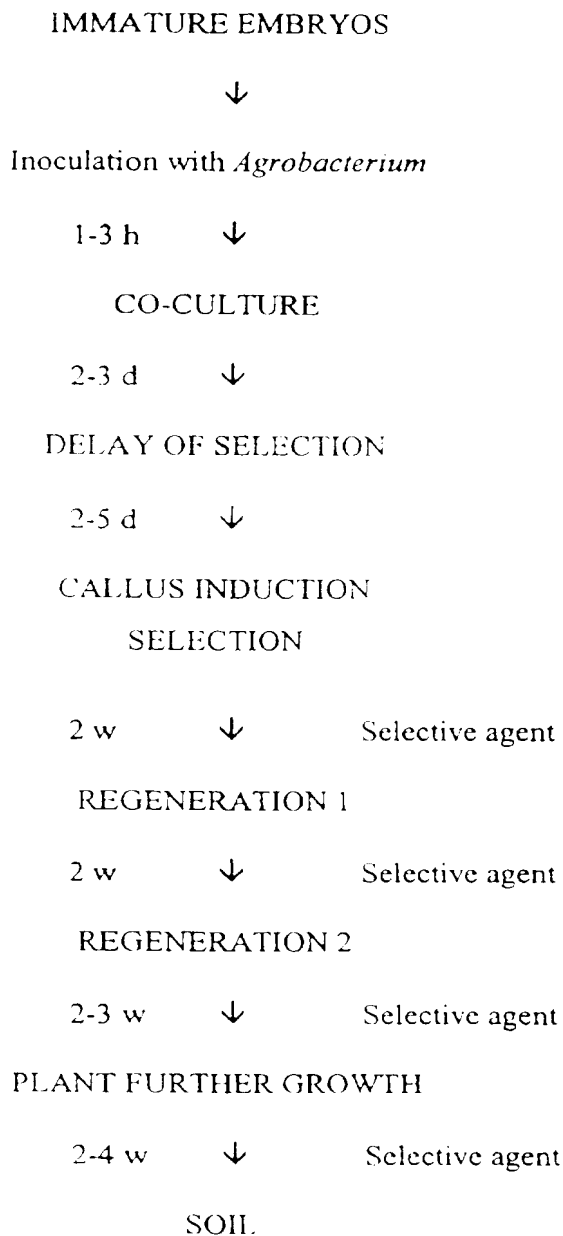 IMMATURE EMBRYOS
↓
Inoculation with Agrobacterium
1-3 h ↓
CO-CULTURE
2-3 d ↓
DELAY OF SELECTION
2-5 d ↓
CALLUS INDUCTION
SELECTION
2 w ↓ Selective agent
REGENERATION 1
2 w ↓ Selective agent
REGENERATION 2
2-3 w ↓ Selective agent
PLANT FURTHER GROWTH
2-4 w ↓ Selective agent
SOIL